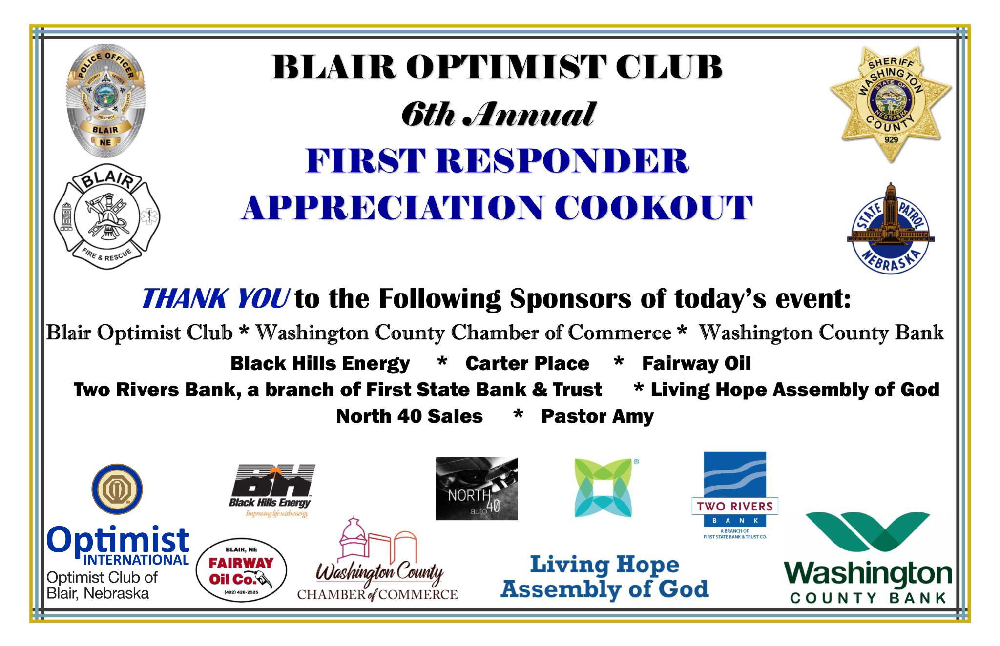 BLAIR OPTIMIST CLUB
6th Annual
FIRST RESPONDER
APPRECIATION COOKOUT
POLICE OFFICER
INTEGRITY
SERVICE
VIGILANCE
EXCELLENCE
RESPECT
BLAIR
NE
SHERIFF
WASHINGTON
STATE OF
NEBRASKA
COUNTY
929
BLAIR
FIRE & RESCUE
STATE PATROL
NEBRASKA
THANK YOU to the Following Sponsors of today's event:
Blair Optimist Club * Washington County Chamber of Commerce * Washington County Bank
Black Hills Energy * Carter Place * Fairway Oil
Two Rivers Bank, a branch of First State Bank & Trust * Living Hope Assembly of God
North 40 Sales * Pastor Amy
Optimist
INTERNATIONAL
Optimist Club of
Blair, Nebraska
BH
Black Hills Energy
Improving life with energy
BLAIR, NE
FAIRWAY
Oil Co.
(402) 426-2525
Washington County
CHAMBER of COMMERCE
NORTH
40
auto
Living Hope
Assembly of God
TWO RIVERS
BANK
A BRANCH OF
FIRST STATE BANK & TRUST CO.
Washington
COUNTY BANK